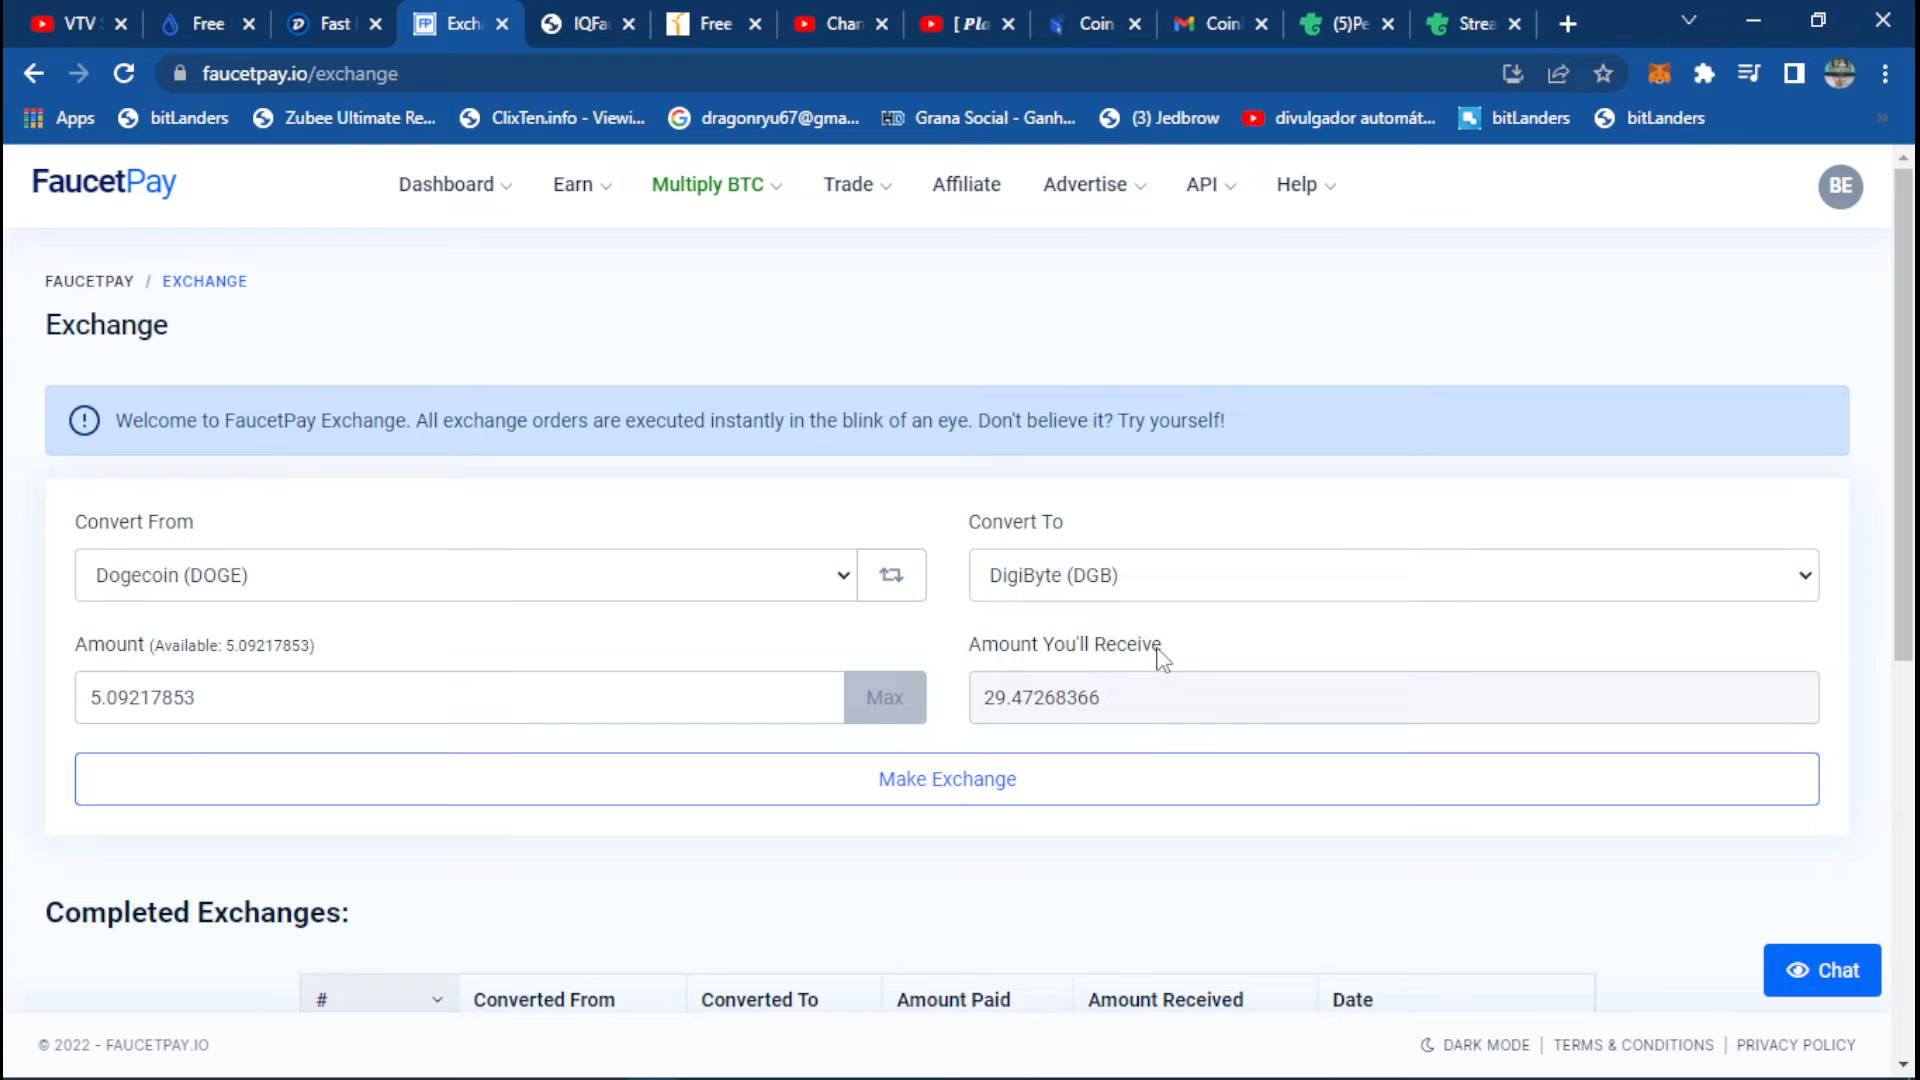 VTV
Free
Fast
Exch
IQFa
Free
Chan
[ Pla
Coin
Coin
(5)Pe
Strea
faucetpay.io/exchange
Apps
bitLanders
Zubee Ultimate Re...
ClixTen.info - Viewi...
dragonryu67@gma...
Grana Social - Ganh...
(3) Jedbrow
divulgador automát...
bitLanders
bitLanders
FaucetPay
Dashboard
Earn
Multiply BTC
Trade
Affiliate
Advertise
API
Help
BE
FAUCETPAY / EXCHANGE
Exchange
Welcome to FaucetPay Exchange. All exchange orders are executed instantly in the blink of an eye. Don't believe it? Try yourself!
Convert From
Convert To
Dogecoin (DOGE)
DigiByte (DGB)
Amount (Available: 5.09217853)
Amount You'll Receive
5.09217853
Max
29.47268366
Make Exchange
Completed Exchanges:
Chat
#
Converted From
Converted To
Amount Paid
Amount Received
Date
© 2022 - FAUCETPAY.IO
DARK MODE | TERMS & CONDITIONS | PRIVACY POLICY